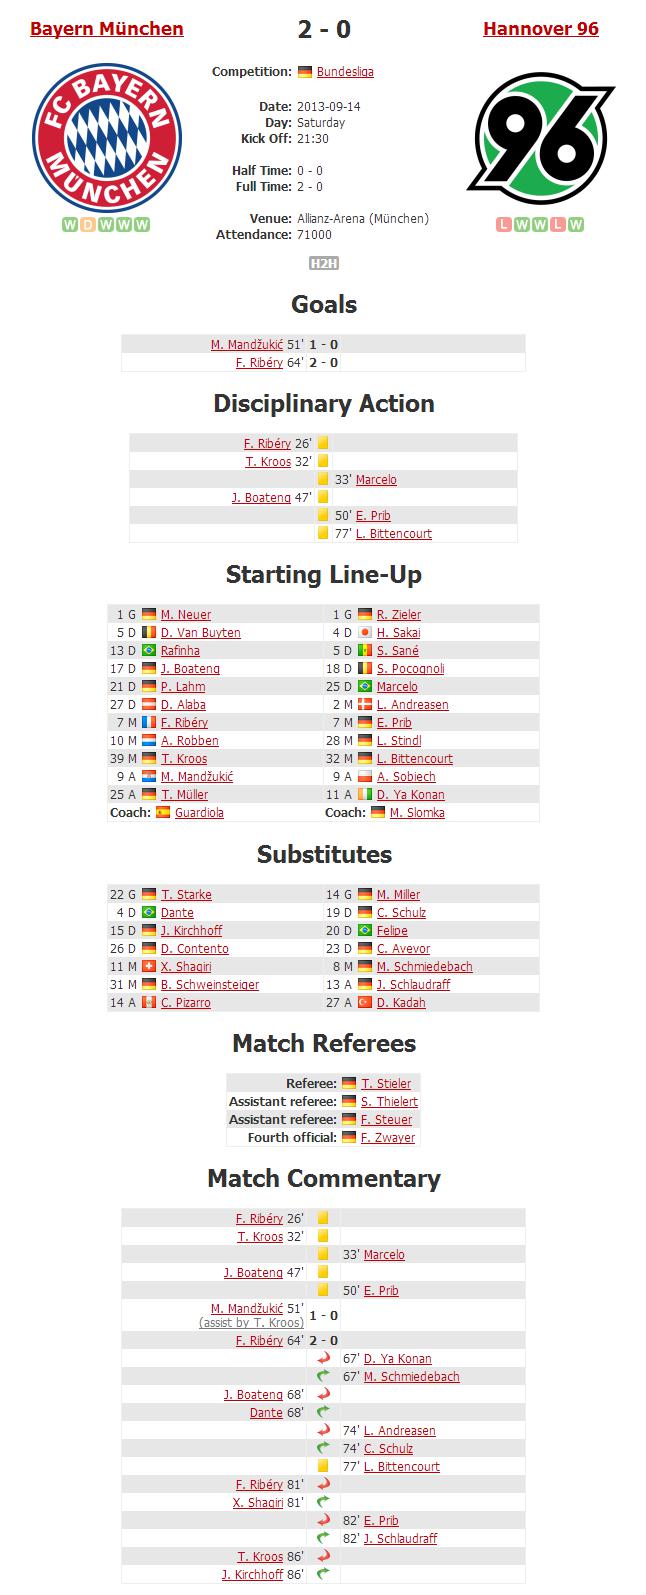 Bayern München 2 - 0 Hannover 96
FC BAYERN MÜNCHEN
96
Competition: Bundesliga
Date: 2013-09-14
Day: Saturday
Kick Off: 21:30
Half Time: 0 - 0
Full Time: 2 - 0
Venue: Allianz-Arena (München)
Attendance: 71000
W D W W W
L W W L W
H2H
Goals
M. Mandžukić 51' 1 - 0
F. Ribéry 64' 2 - 0
Disciplinary Action
F. Ribéry 26'
T. Kroos 32'
33' Marcelo
J. Boateng 47'
50' E. Prib
77' L. Bittencourt
Starting Line-Up
1 G M. Neuer 1 G R. Zieler
5 D D. Van Buyten 4 D H. Sakai
13 D Rafinha 5 D S. Sané
17 D J. Boateng 18 D S. Pocognoli
21 D P. Lahm 25 D Marcelo
27 D D. Alaba 2 M L. Andreasen
7 M F. Ribéry 7 M E. Prib
10 M A. Robben 28 M L. Stindl
39 M T. Kroos 32 M L. Bittencourt
9 A M. Mandžukić 9 A A. Sobiech
25 A T. Müller 11 A D. Ya Konan
Coach: Guardiola Coach: M. Slomka
Substitutes
22 G T. Starke 14 G M. Miller
4 D Dante 19 D C. Schulz
15 D J. Kirchhoff 20 D Felipe
26 D D. Contento 23 D C. Avevor
11 M X. Shaqiri 8 M M. Schmiedebach
31 M B. Schweinsteiger 13 A J. Schlaudraff
14 A C. Pizarro 27 A D. Kadah
Match Referees
Referee: T. Stieler
Assistant referee: S. Thielert
Assistant referee: F. Steuer
Fourth official: F. Zwayer
Match Commentary
F. Ribéry 26'
T. Kroos 32'
33' Marcelo
J. Boateng 47'
50' E. Prib
M. Mandžukić 51' 1 - 0
(assist by T. Kroos)
F. Ribéry 64' 2 - 0
67' D. Ya Konan
67' M. Schmiedebach
J. Boateng 68'
Dante 68'
74' L. Andreasen
74' C. Schulz
77' L. Bittencourt
F. Ribéry 81'
X. Shaqiri 81'
82' E. Prib
82' J. Schlaudraff
T. Kroos 86'
J. Kirchhoff 86'